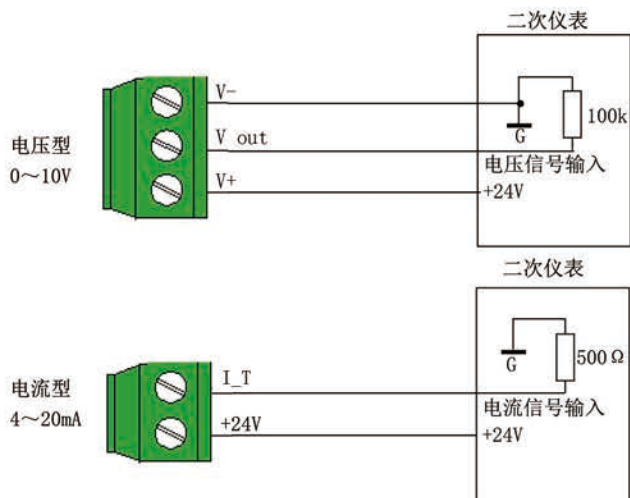 二次仪表
V-
100k
G
电压型
V_out
电压信号输入
0～10V
V+
+24V
二次仪表
G
500Ω
电流型
I_T
电流信号输入
4～20mA
+24V
+24V